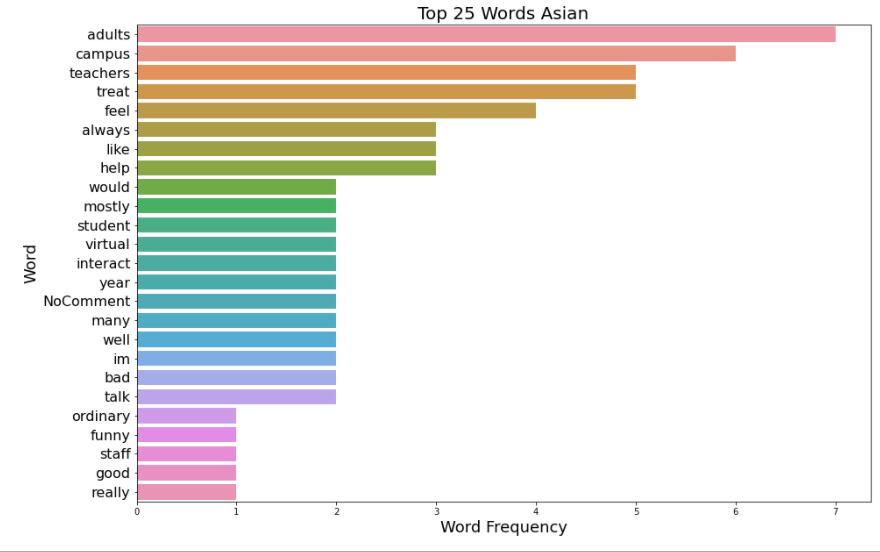 Top 25 Words Asian
adults
campus
teachers
treat
feel
always
like
help
would
mostly
student
virtual
interact
year
NoComment
many
well
im
bad
talk
ordinary
funny
staff
good
really
Word
0 1 2 3 4 5 6 7
Word Frequency